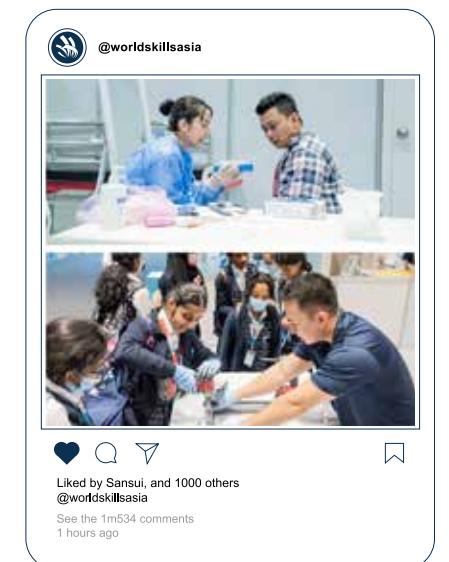 @worldskillsasia
Liked by Sansui, and 1000 others
@worldskillsasia
See the 1m534 comments
1 hours ago